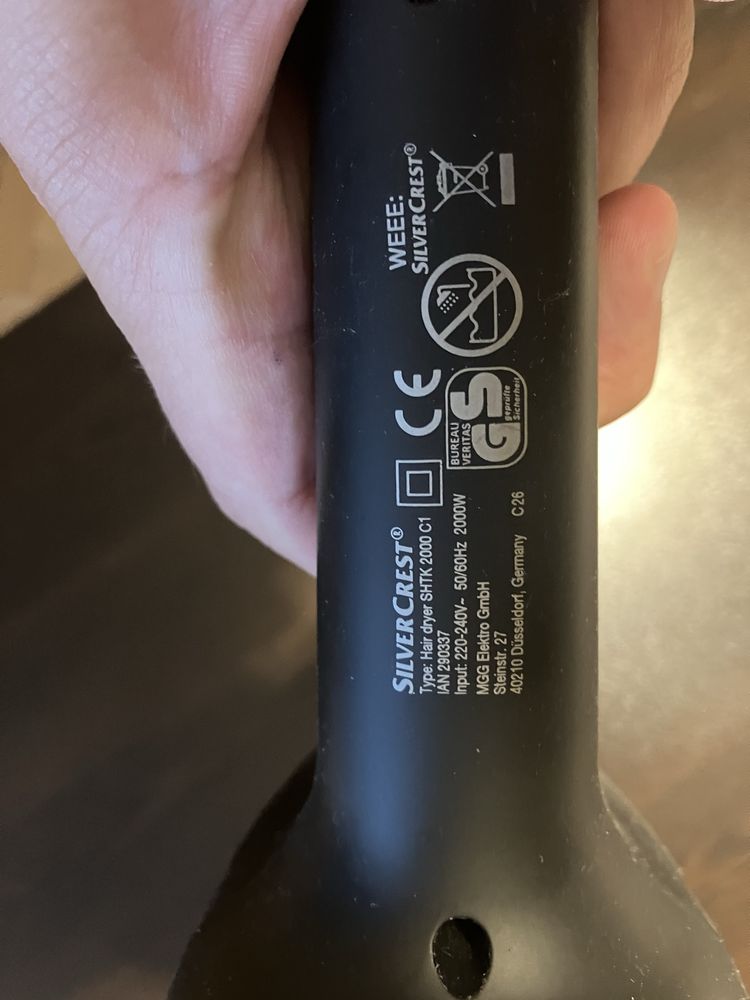 SILVERCREST®
Type: Hair dryer SHTK 2000 C1
IAN 290337
Input: 220-240V~ 50/60Hz 2000W
MGG Elektro GmbH
Steinstr. 27
40210 Düsseldorf, Germany C26
CE
BUREAU
VERITAS
GS
geprüfte
Sicherheit
WEEE:
SILVERCREST®